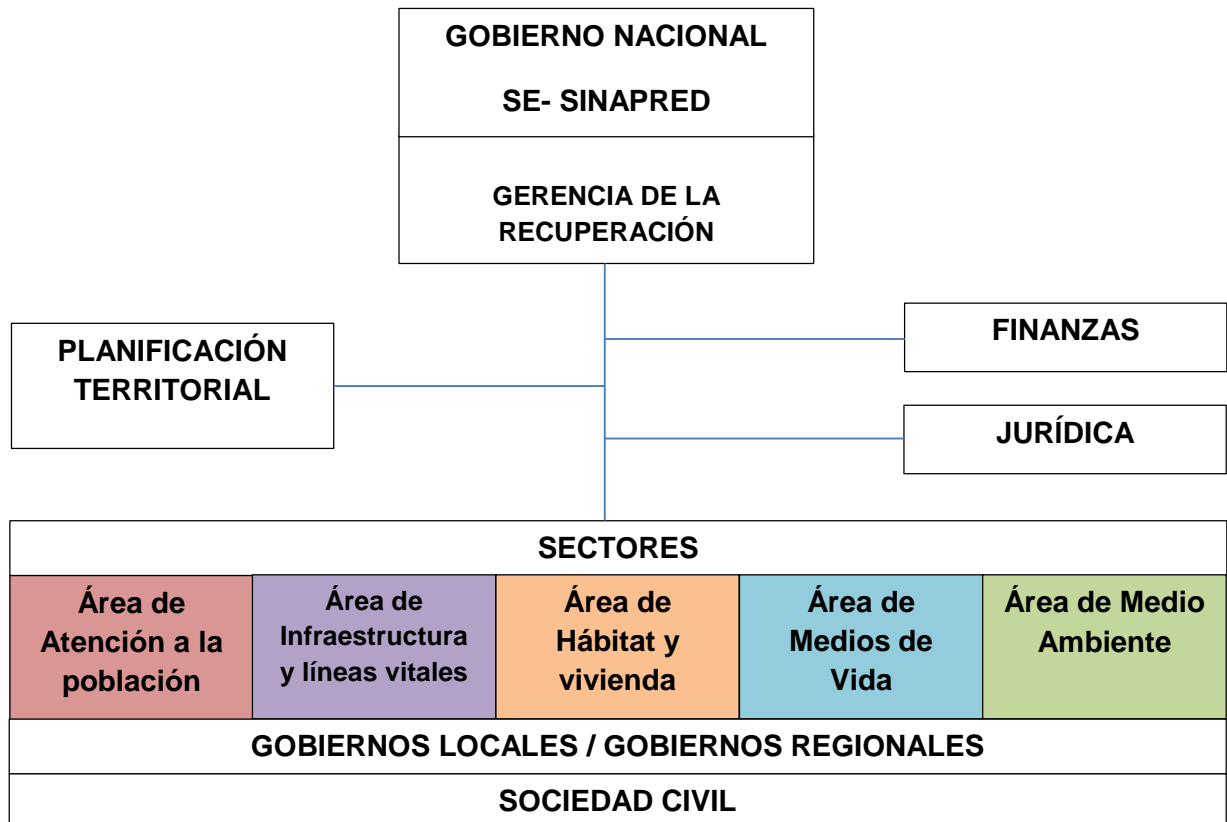 GOBIERNO NACIONAL
SE- SINAPRED
GERENCIA DE LA
RECUPERACIÓN
PLANIFICACIÓN
TERRITORIAL
FINANZAS
JURÍDICA
SECTORES
Área de
Atención a la
población
Área de
Infraestructura
y líneas vitales
Área de
Hábitat y
vivienda
Área de
Medios de
Vida
Área de Medio
Ambiente
GOBIERNOS LOCALES / GOBIERNOS REGIONALES
SOCIEDAD CIVIL